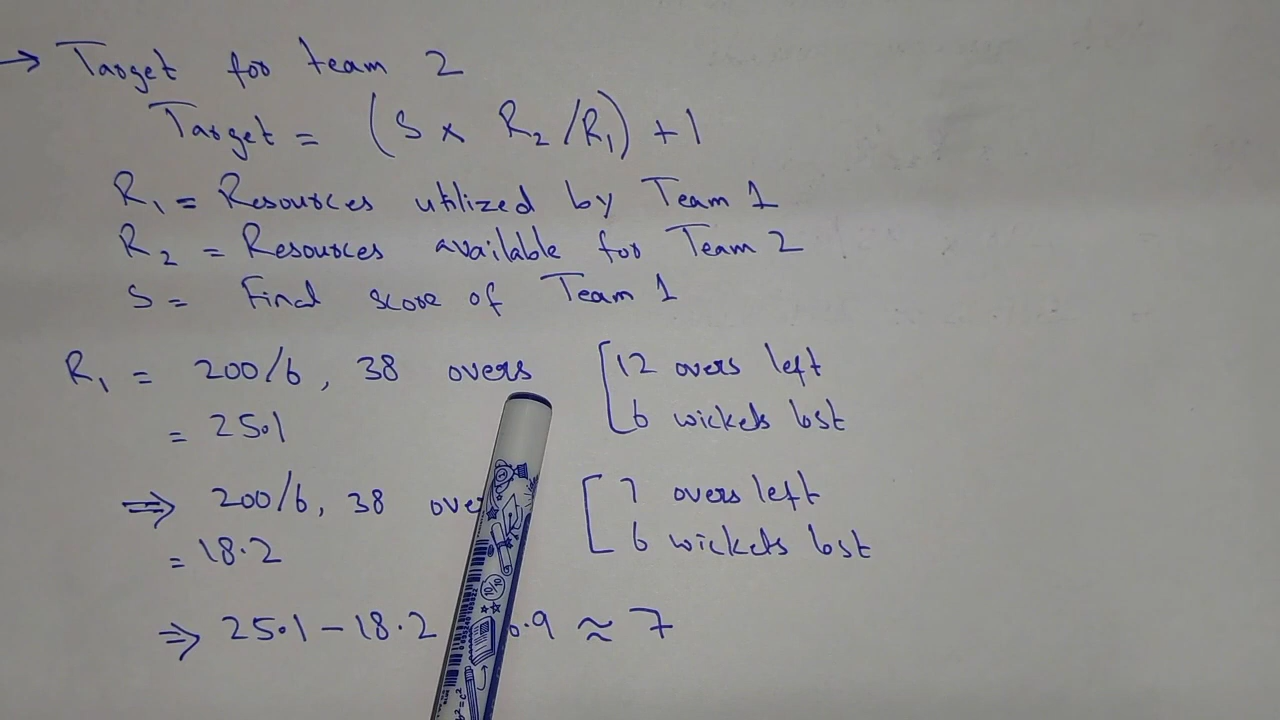 → Target for team 2
Target = (S x R2/R1) + 1
R1 = Resources utilized by Team 1
R2 = Resources available for Team 2
S = Final score of Team 1
R1 = 200/6, 38 overs [12 overs left
= 25.1 6 wickets lost
⇒ 200/6, 38 [7 overs left
= 18.2 6 wickets lost
⇒ 25.1 - 18.2 .9 ≈ 7